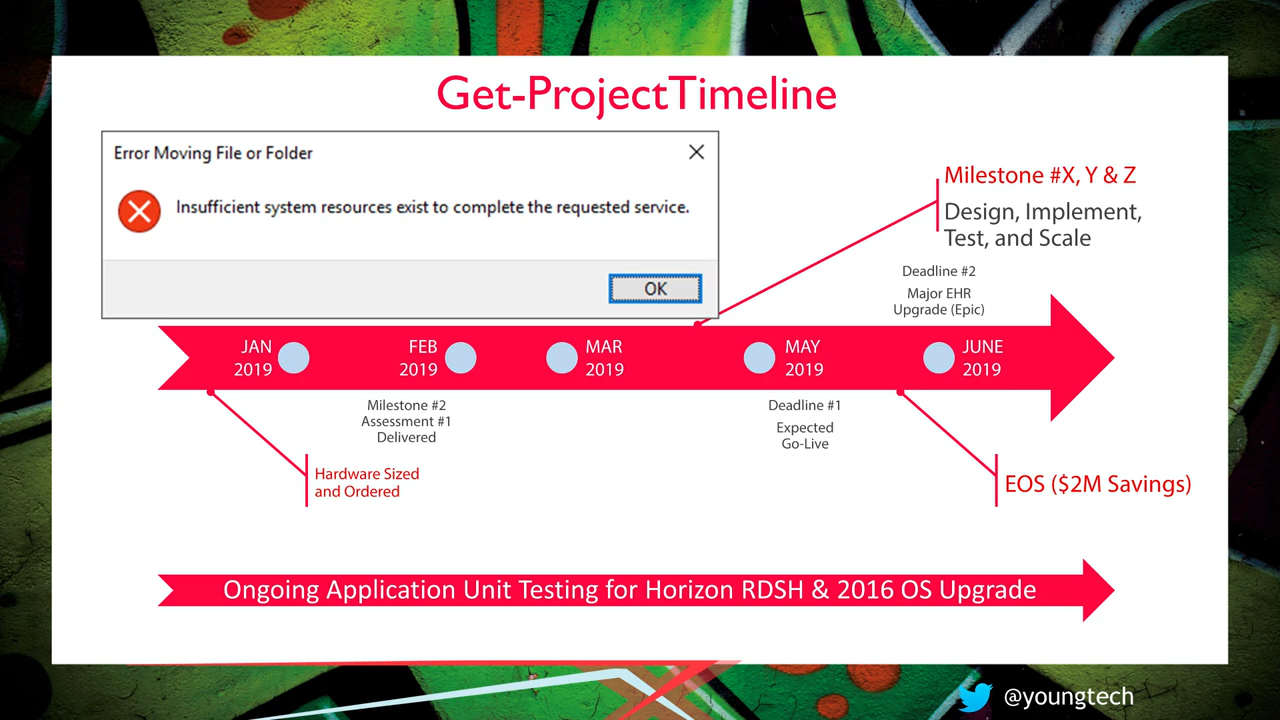 Get-ProjectTimeline
Error Moving File or Folder
Insufficient system resources exist to complete the requested service.
OK
Milestone #X, Y & Z
Design, Implement,
Test, and Scale
Deadline #2
Major EHR
Upgrade (Epic)
JAN
2019
FEB
2019
MAR
2019
MAY
2019
JUNE
2019
Milestone #2
Assessment #1
Delivered
Deadline #1
Expected
Go-Live
Hardware Sized
and Ordered
EOS ($2M Savings)
Ongoing Application Unit Testing for Horizon RDSH & 2016 OS Upgrade
@youngtech